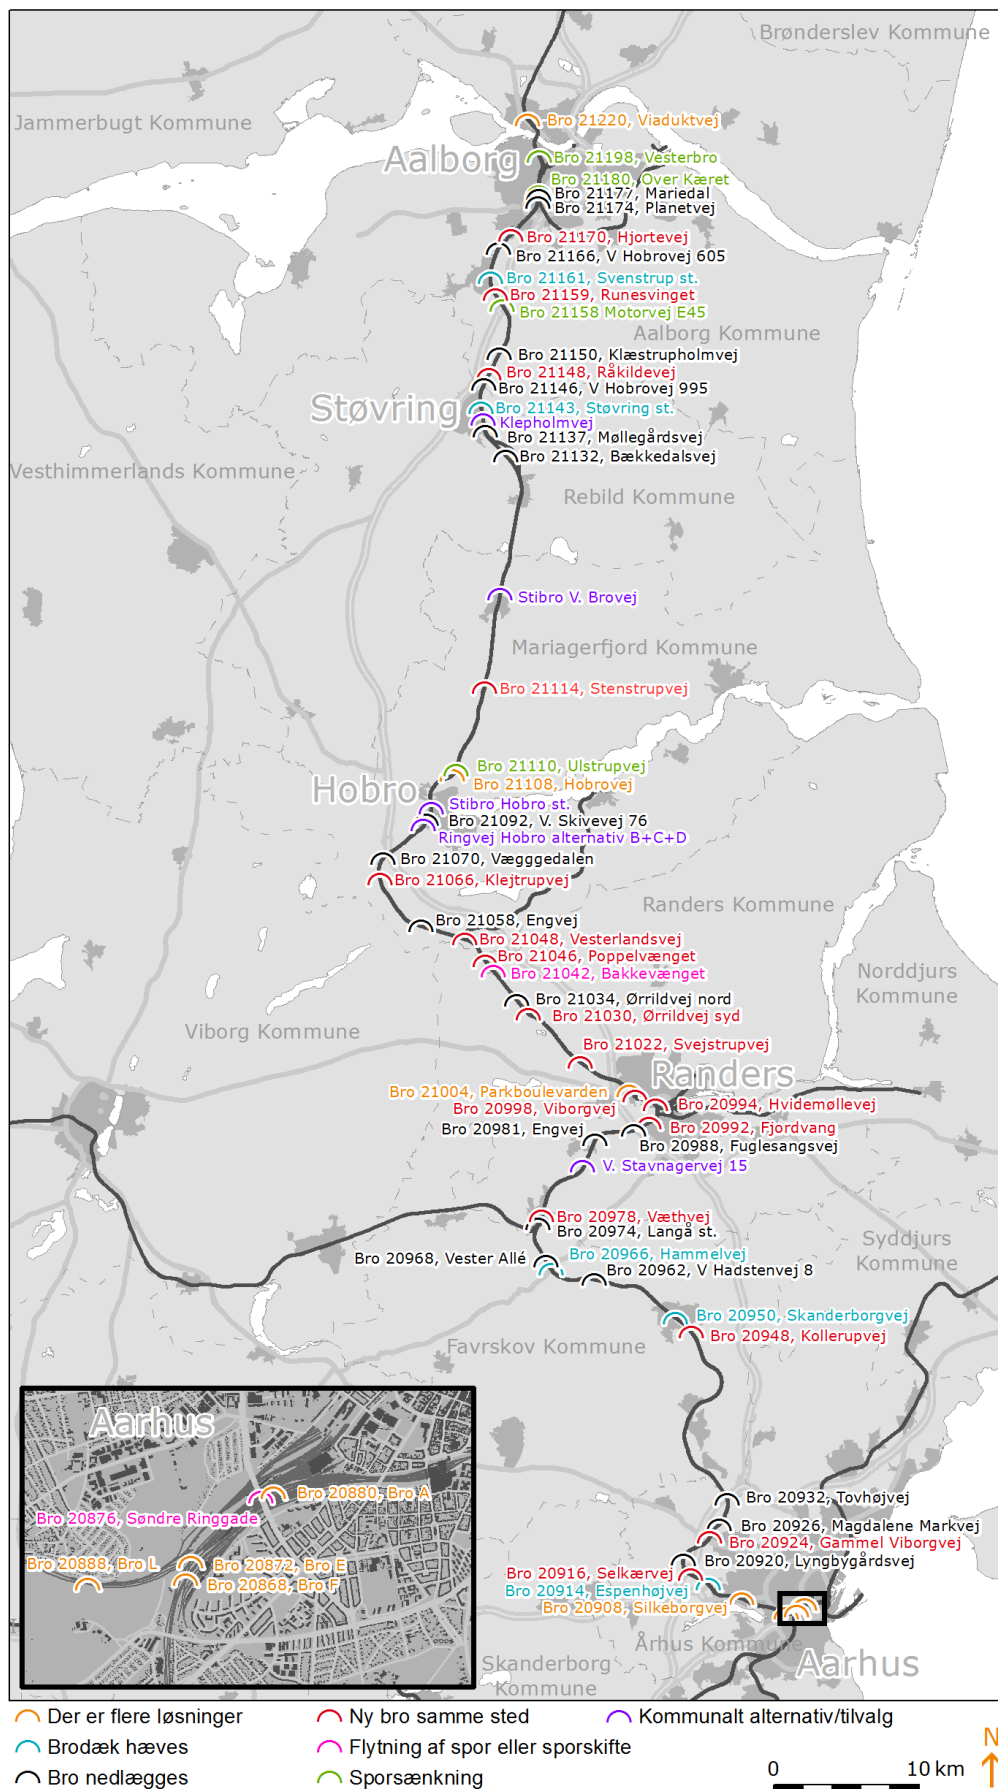 Brønderslev Kommune
Jammerbugt Kommune
Bro 21220, Viaduktvej
Aalborg
Bro 21198, Vesterbro
Bro 21180, Over Kæret
Bro 21177, Mariedal
Bro 21174, Planetvej
Bro 21170, Hjortevej
Bro 21166, V Hobrovej 605
Bro 21161, Svenstrup st.
Bro 21159, Runesvinget
Bro 21158 Motorvej E45
Aalborg Kommune
Bro 21150, Klæstrupholmvej
Bro 21148, Råkildevej
Bro 21146, V Hobrovej 995
Støvring
Bro 21143, Støvring st.
Klepholmvej
Bro 21137, Møllegårdsvej
Bro 21132, Bækkedalsvej
Vesthimmerlands Kommune
Rebild Kommune
Stibro V. Brovej
Mariagerfjord Kommune
Bro 21114, Stenstrupvej
Bro 21110, Ulstrupvej
Bro 21108, Hobrovej
Hobro
Stibro Hobro st.
Bro 21092, V. Skivevej 76
Ringvej Hobro alternativ B+C+D
Bro 21070, Vægggedalen
Bro 21066, Klejtrupvej
Randers Kommune
Bro 21058, Engvej
Bro 21048, Vesterlandsvej
Bro 21046, Poppelvænget
Bro 21042, Bakkevænget
Norddjurs
Kommune
Bro 21034, Ørrildvej nord
Bro 21030, Ørrildvej syd
Viborg Kommune
Bro 21022, Svejstrupvej
Randers
Bro 21004, Parkboulevarden
Bro 20998, Viborgvej
Bro 20994, Hvidemøllevej
Bro 20992, Fjordvang
Bro 20981, Engvej
Bro 20988, Fuglesangsvej
V. Stavnagervej 15
Bro 20978, Væthvej
Bro 20974, Langå st.
Syddjurs
Kommune
Bro 20968, Vester Allé
Bro 20966, Hammelvej
Bro 20962, V Hadstenvej 8
Bro 20950, Skanderborgvej
Bro 20948, Kollerupvej
Favrskov Kommune
Aarhus
Bro 20880, Bro A
Bro 20876, Søndre Ringgade
Bro 20888, Bro L
Bro 20872, Bro E
Bro 20868, Bro F
Bro 20932, Tovhøjvej
Bro 20926, Magdalene Markvej
Bro 20924, Gammel Viborgvej
Bro 20920, Lyngbygårdsvej
Bro 20916, Selkærvej
Bro 20914, Espenhøjvej
Bro 20908, Silkeborgvej
Århus Kommune
Aarhus
Skanderborg
Kommune
Der er flere løsninger
Ny bro samme sted
Kommunalt alternativ/tilvalg
Brodæk hæves
Flytning af spor eller sporskifte
Bro nedlægges
Sporsænkning
0 10 km
N